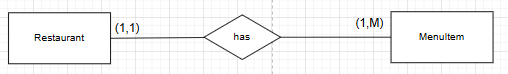 Restaurant
(1,1)
has
(1,M)
MenuItem